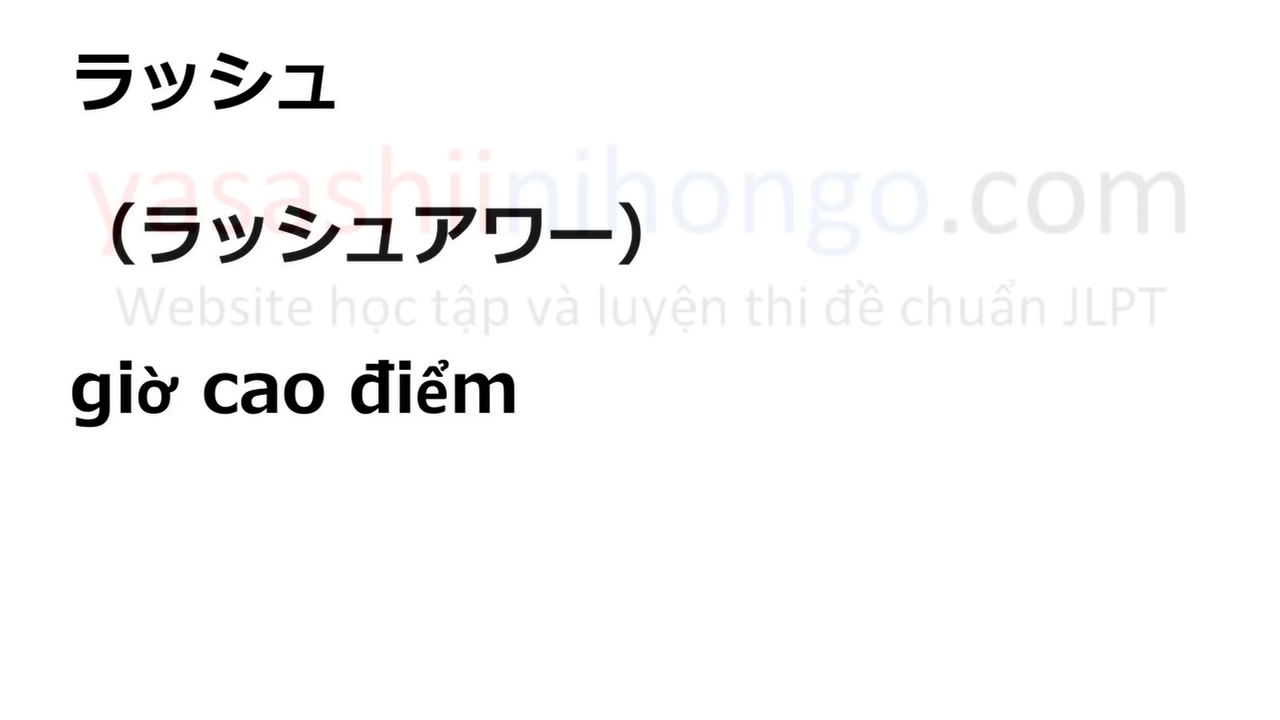 ラッシュ
yasashiinihongo.com
（ラッシュアワー）
Website học tập và luyện thi đề chuẩn JLPT
giờ cao điểm